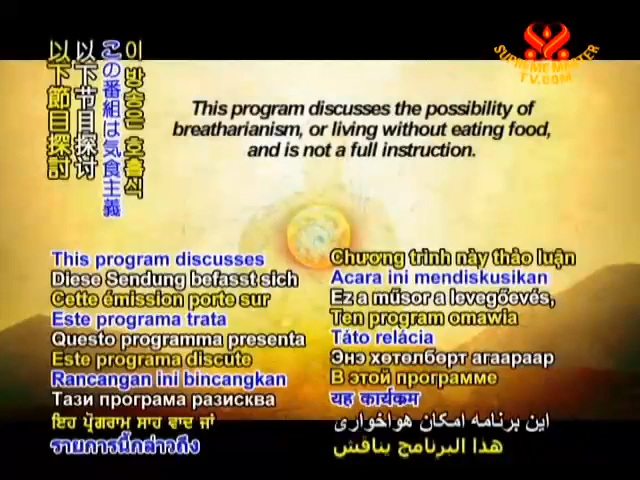 以下節目探討
以下节目探讨
この番組は気食主義
이 방송은 호흡식
SUPREME MASTER
TV.COM
This program discusses the possibility of
breatharianism, or living without eating food,
and is not a full instruction.
This program discusses
Diese Sendung befasst sich
Cette émission porte sur
Este programa trata
Questo programma presenta
Este programa discute
Rancangan ini bincangkan
Тази програма разисква
ਇਹ ਪ੍ਰੋਗਰਾਮ ਸਾਹ ਵਾਦ ਜਾਂ
รายการนี้กล่าวถึง
Chương trình này thảo luận
Acara ini mendiskusikan
Ez a műsor a levegőevés,
Ten program omawia
Táto relácia
Энэ хөтөлбөрт агаараар
В этой программе
यह कार्यक्रम
این برنامه امکان هواخواری
هذا البرنامج يناقش